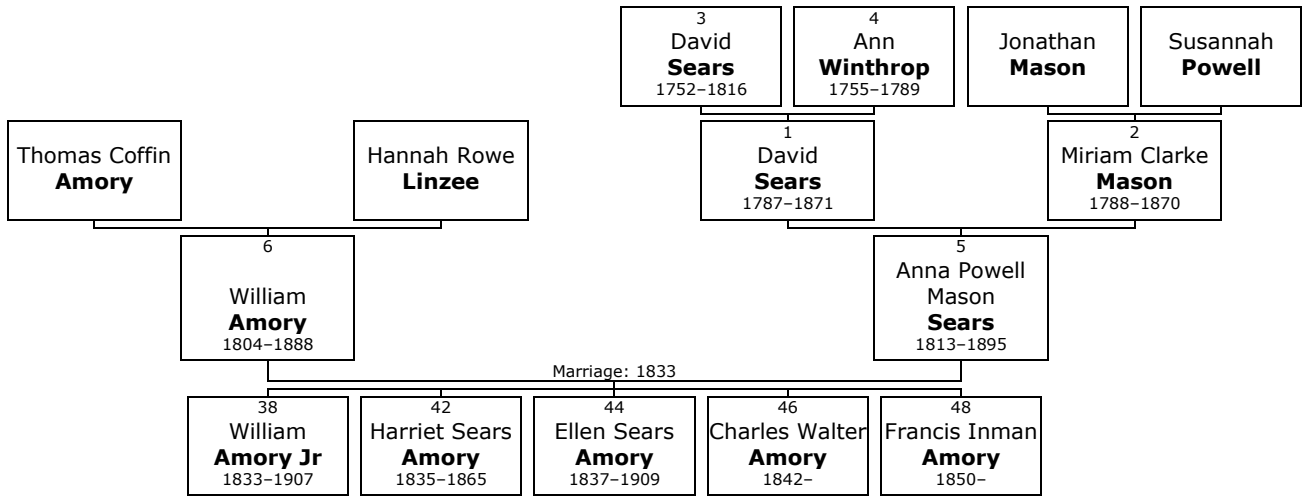 3
David
Sears
1752–1816
4
Ann
Winthrop
1755–1789
Jonathan
Mason
Susannah
Powell
Thomas Coffin
Amory
Hannah Rowe
Linzee
1
David
Sears
1787–1871
2
Miriam Clarke
Mason
1788–1870
6
William
Amory
1804–1888
5
Anna Powell
Mason
Sears
1813–1895
Marriage: 1833
38
William
Amory Jr
1833–1907
42
Harriet Sears
Amory
1835–1865
44
Ellen Sears
Amory
1837–1909
46
Charles Walter
Amory
1842–
48
Francis Inman
Amory
1850–